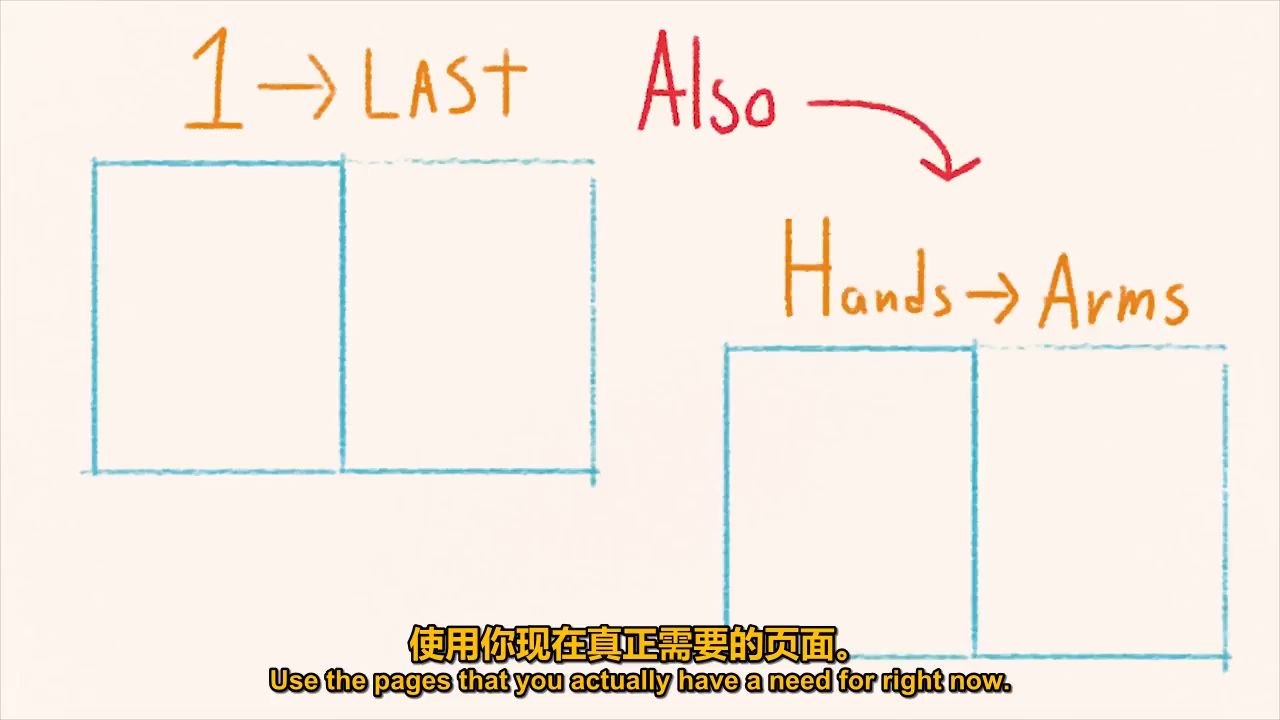 1 → LAST
Also
Hands → Arms
使用你现在真正需要的页面。
Use the pages that you actually have a need for right now.